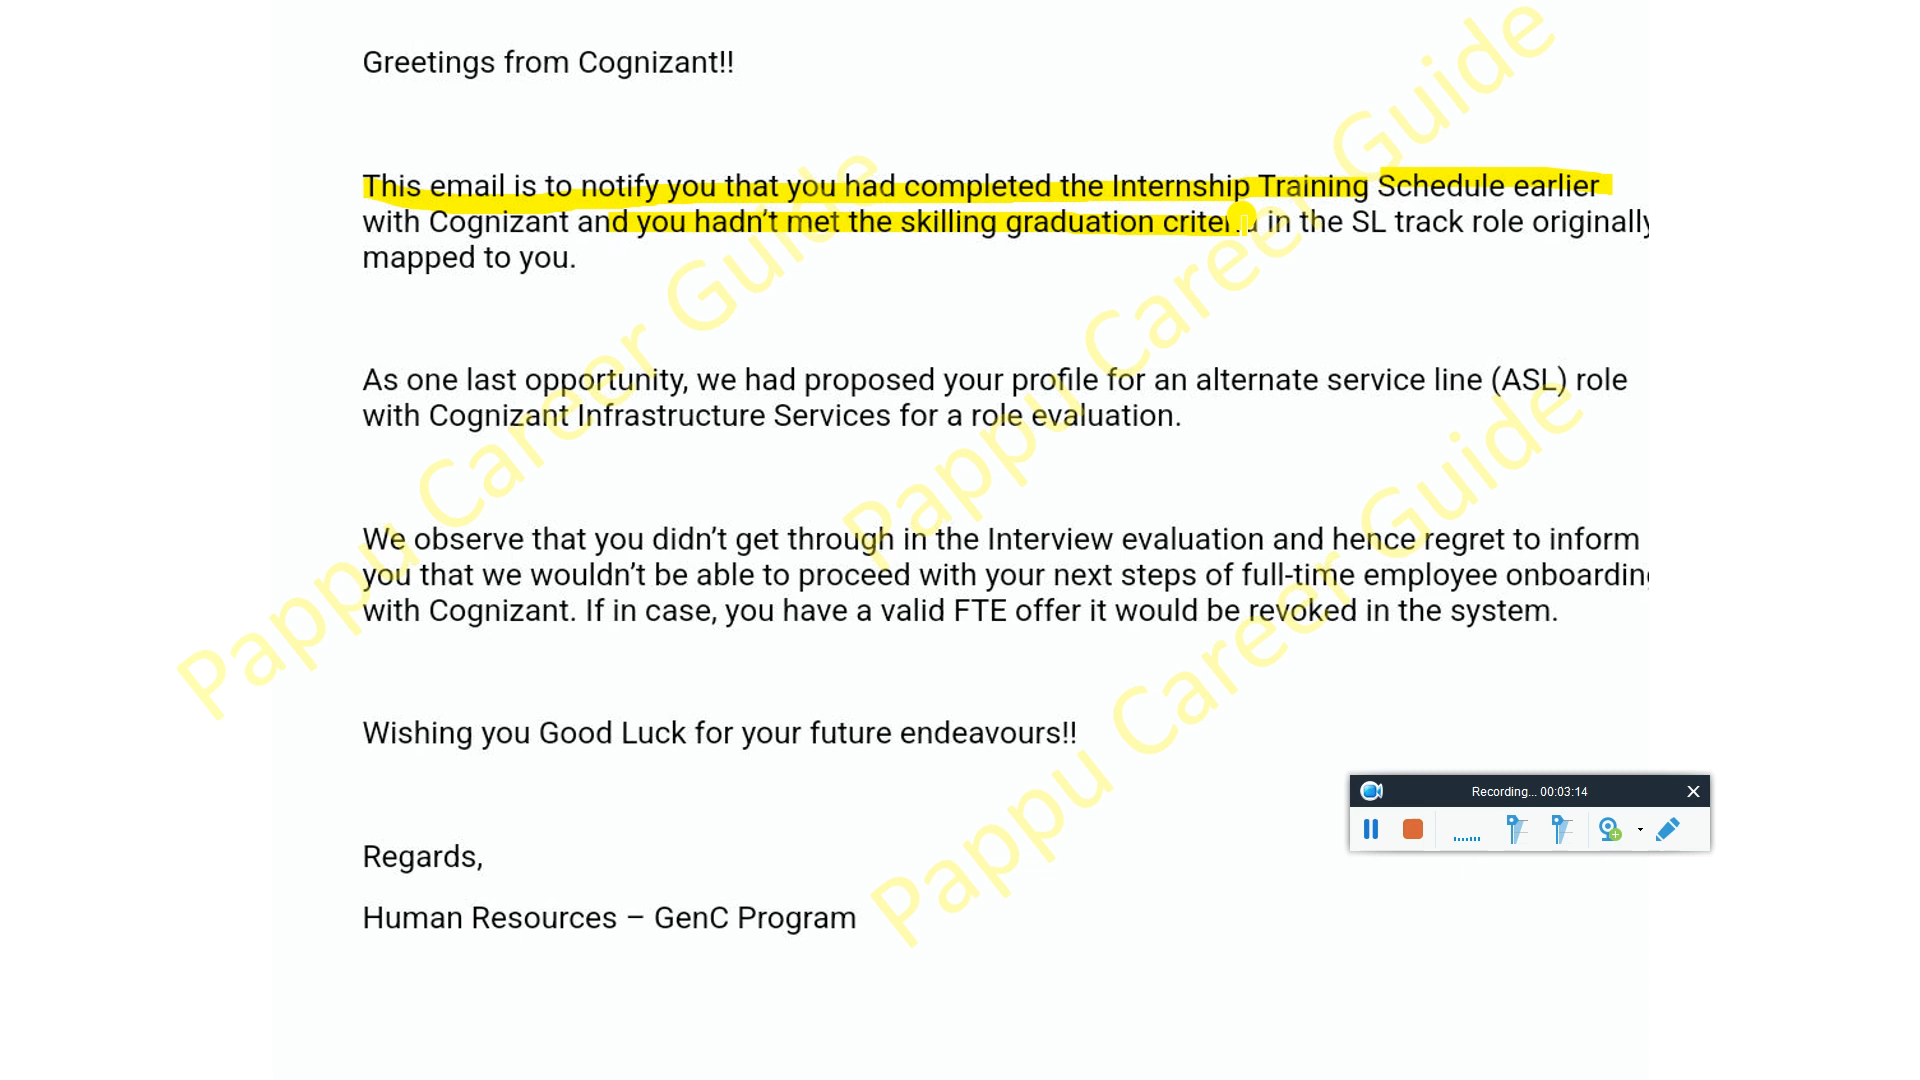 Greetings from Cognizant!!
This email is to notify you that you had completed the Internship Training Schedule earlier
with Cognizant and you hadn't met the skilling graduation in the SL track role originally
mapped to you.
As one last opportunity, we had proposed your profile for an alternate service line (ASL) role
with Cognizant Infrastructure Services for a role evaluation.
We observe that you didn't get through in the Interview evaluation and hence regret to inform
you that we wouldn't be able to proceed with your next steps of full-time employee
with Cognizant. If in case, you have a valid FTE offer it would be revoked in the system.
Wishing you Good Luck for your future endeavours!!
Recording... 00:03:14
Regards,
Human Resources – GenC Program
Pappu Career Guide
Pappu Career Guide
Pappu Career Guide